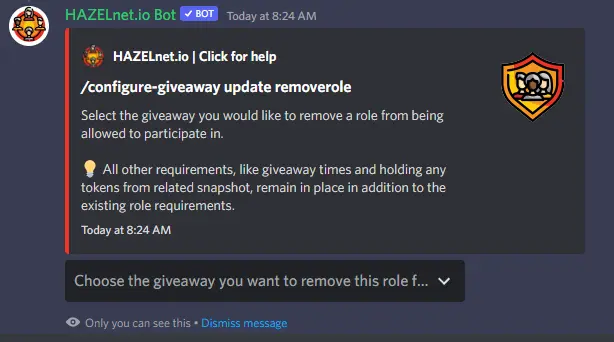 HAZELnet.io Bot ✓ BOT Today at 8:24 AM
HAZELnet.io | Click for help
/configure-giveaway update removerole
Select the giveaway you would like to remove a role from being
allowed to participate in.
💡 All other requirements, like giveaway times and holding any
tokens from related snapshot, remain in place in addition to the
existing role requirements.
Today at 8:24 AM
Choose the giveaway you want to remove this role f...
Only you can see this • Dismiss message